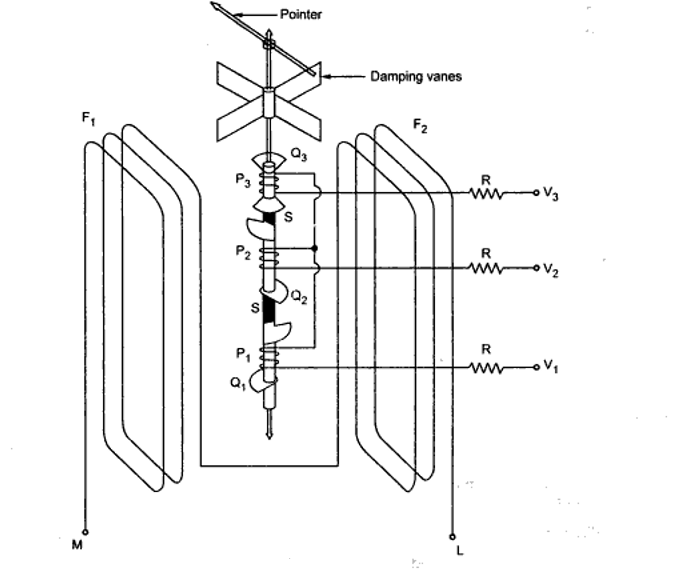 Pointer
Damping vanes
F1
F2
Q3
P3
R
V3
S
P2
R
V2
Q2
S
P1
R
V1
Q1
M
L